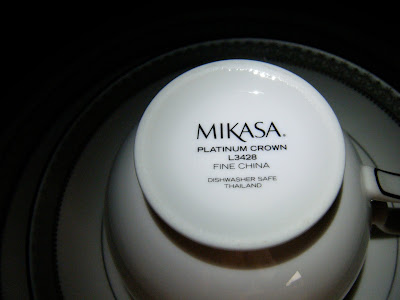 MIKASA®
PLATINUM CROWN
L3428
FINE CHINA
DISHWASHER SAFE
THAILAND